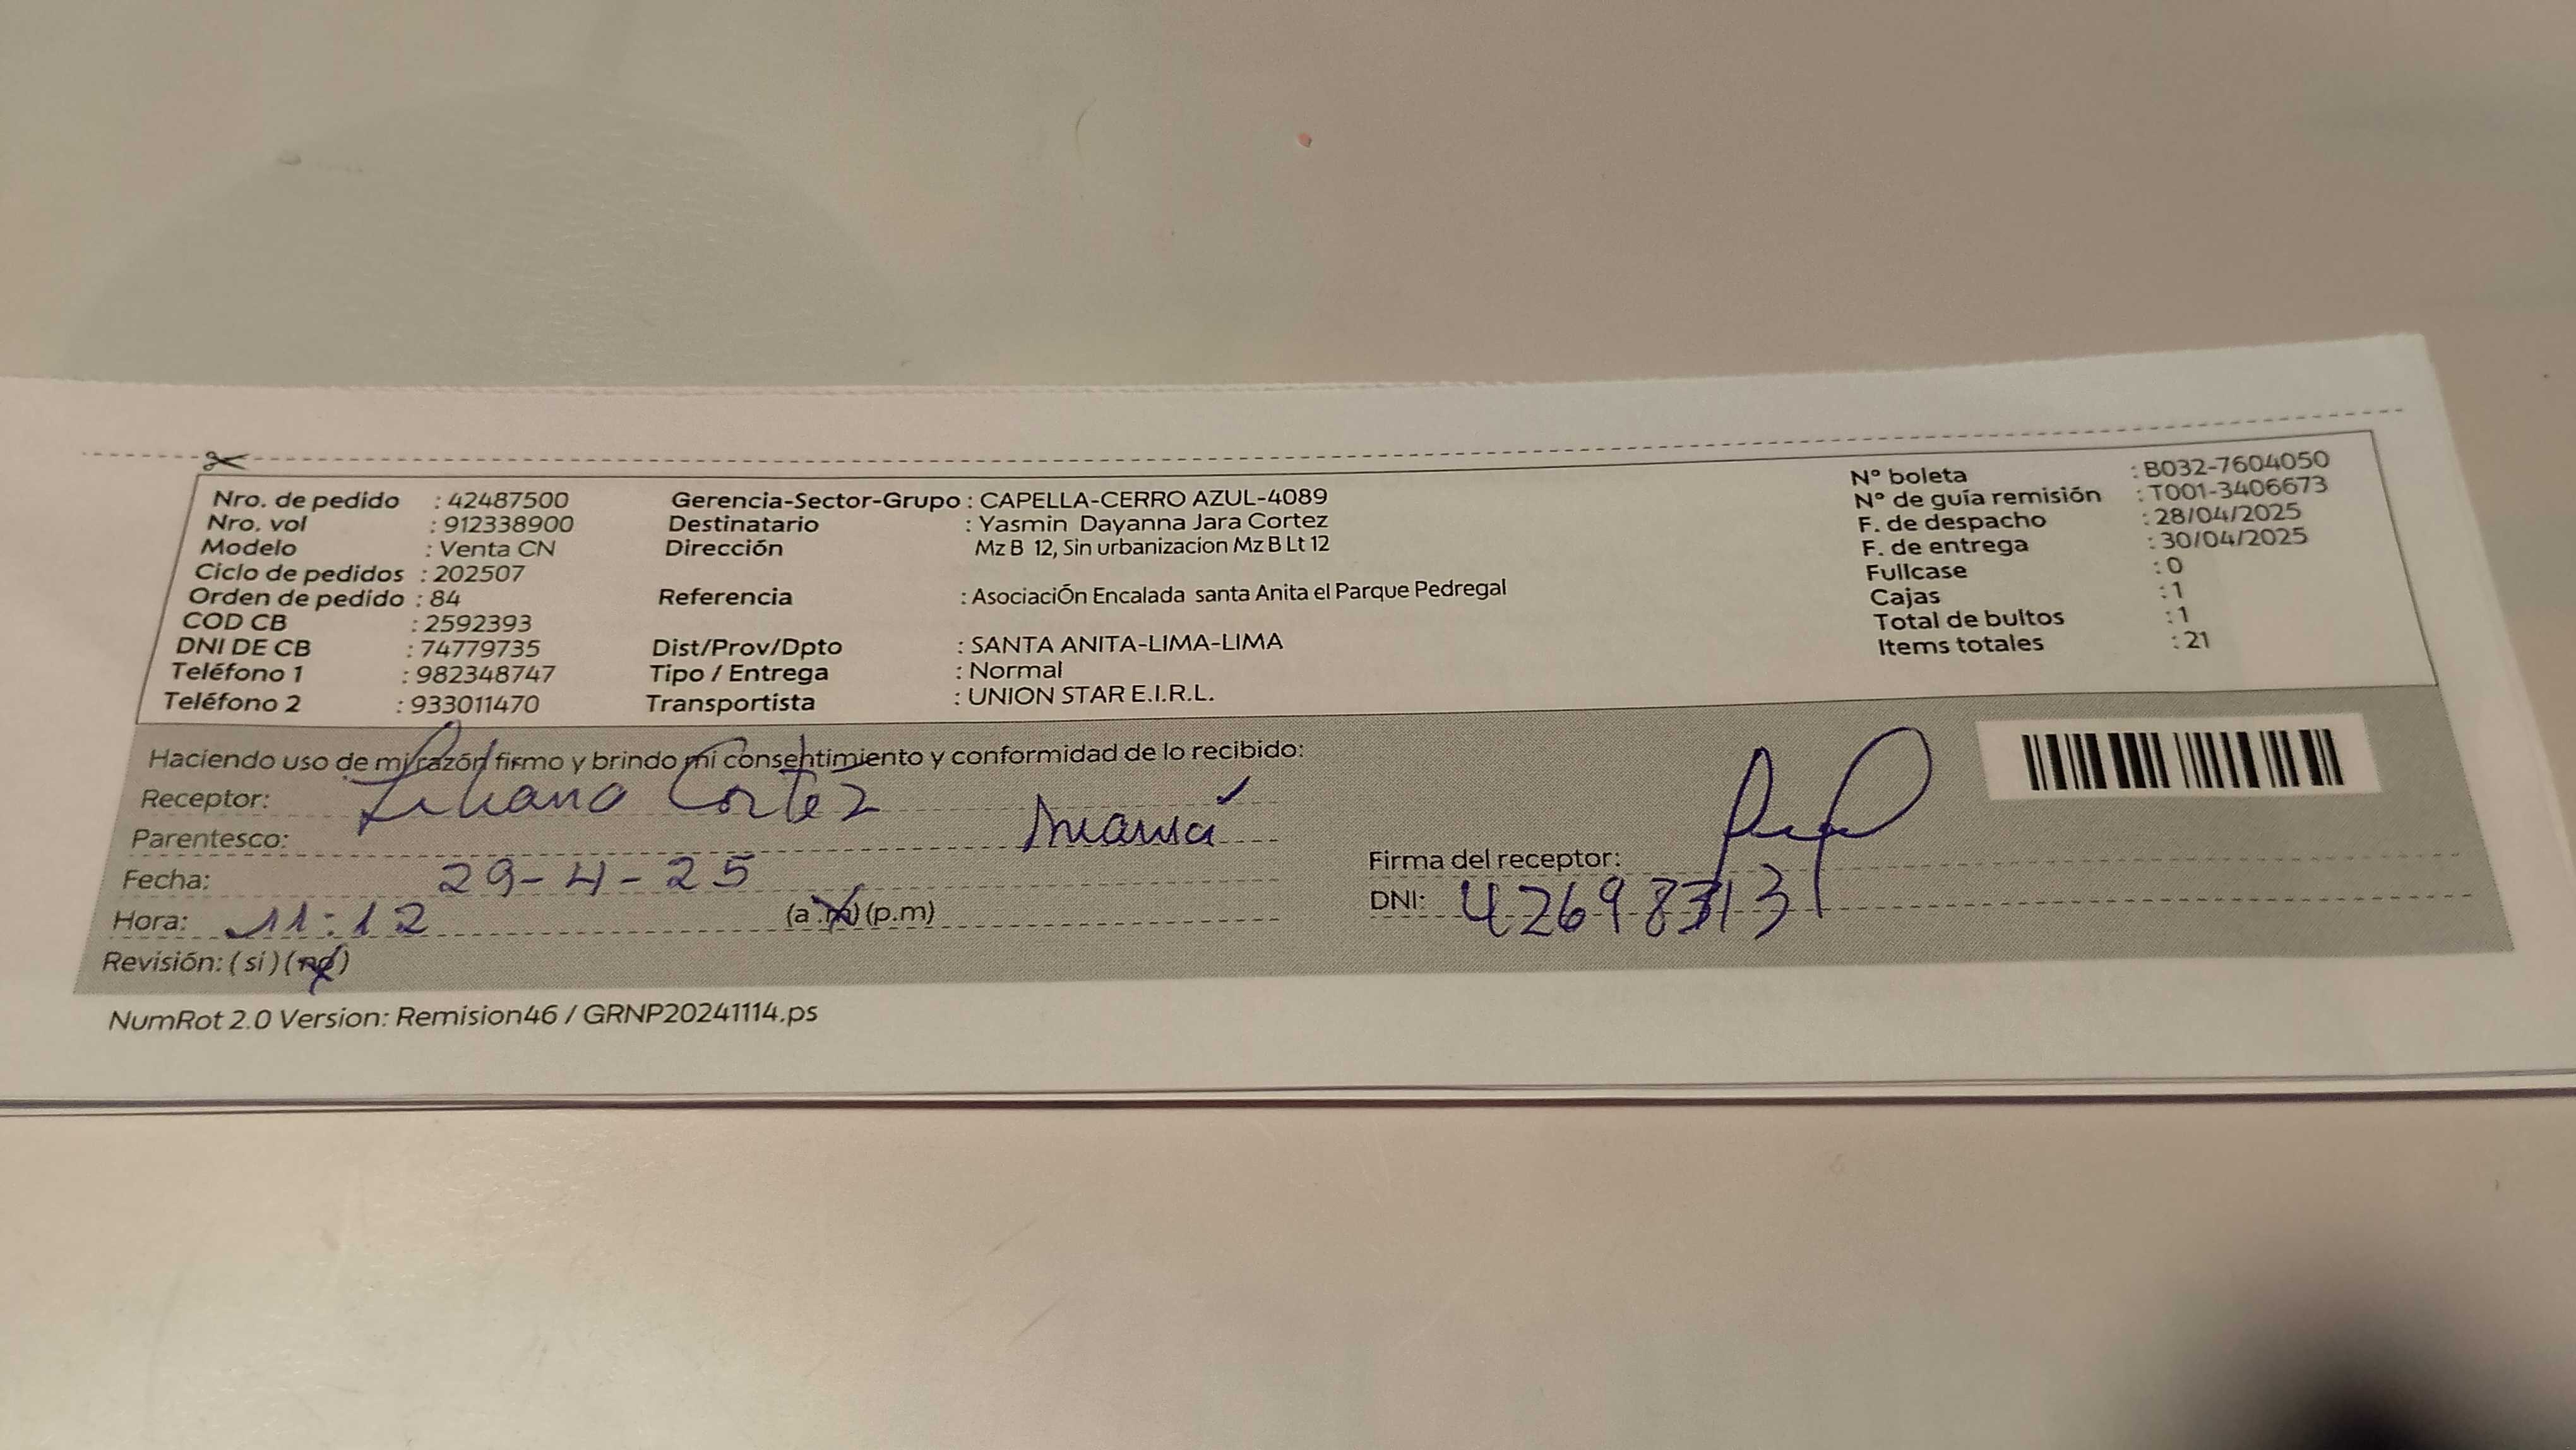 Nro. de pedido : 42487500
Nro. vol : 912338900
Modelo : Venta CN
Ciclo de pedidos : 202507
Orden de pedido : 84
COD CB : 2592393
DNI DE CB : 74779735
Teléfono 1 : 982348747
Teléfono 2 : 933011470
Gerencia-Sector-Grupo : CAPELLA-CERRO AZUL-4089
Destinatario : Yasmin Dayanna Jara Cortez
Dirección Mz B 12, Sin urbanizacion Mz B Lt 12
Referencia : AsociaciÓn Encalada santa Anita el Parque Pedregal
Dist/Prov/Dpto : SANTA ANITA-LIMA-LIMA
Tipo / Entrega : Normal
Transportista : UNION STAR E.I.R.L.
N° boleta : B032-7604050
N° de guía remisión : T001-3406673
F. de despacho : 28/04/2025
F. de entrega : 30/04/2025
Fullcase : 0
Cajas : 1
Total de bultos : 1
Items totales : 21
Haciendo uso de mi razón firmo y brindo mi consentimiento y conformidad de lo recibido:
Receptor: Liliana Cortez
Parentesco: Mamá
Fecha: 29-4-25
Hora: 11:12 (a.m) (p.m)
Revisión: (si) (no)
Firma del receptor:
DNI:
NumRot 2.0 Version: Remision46 / GRNP20241114.ps